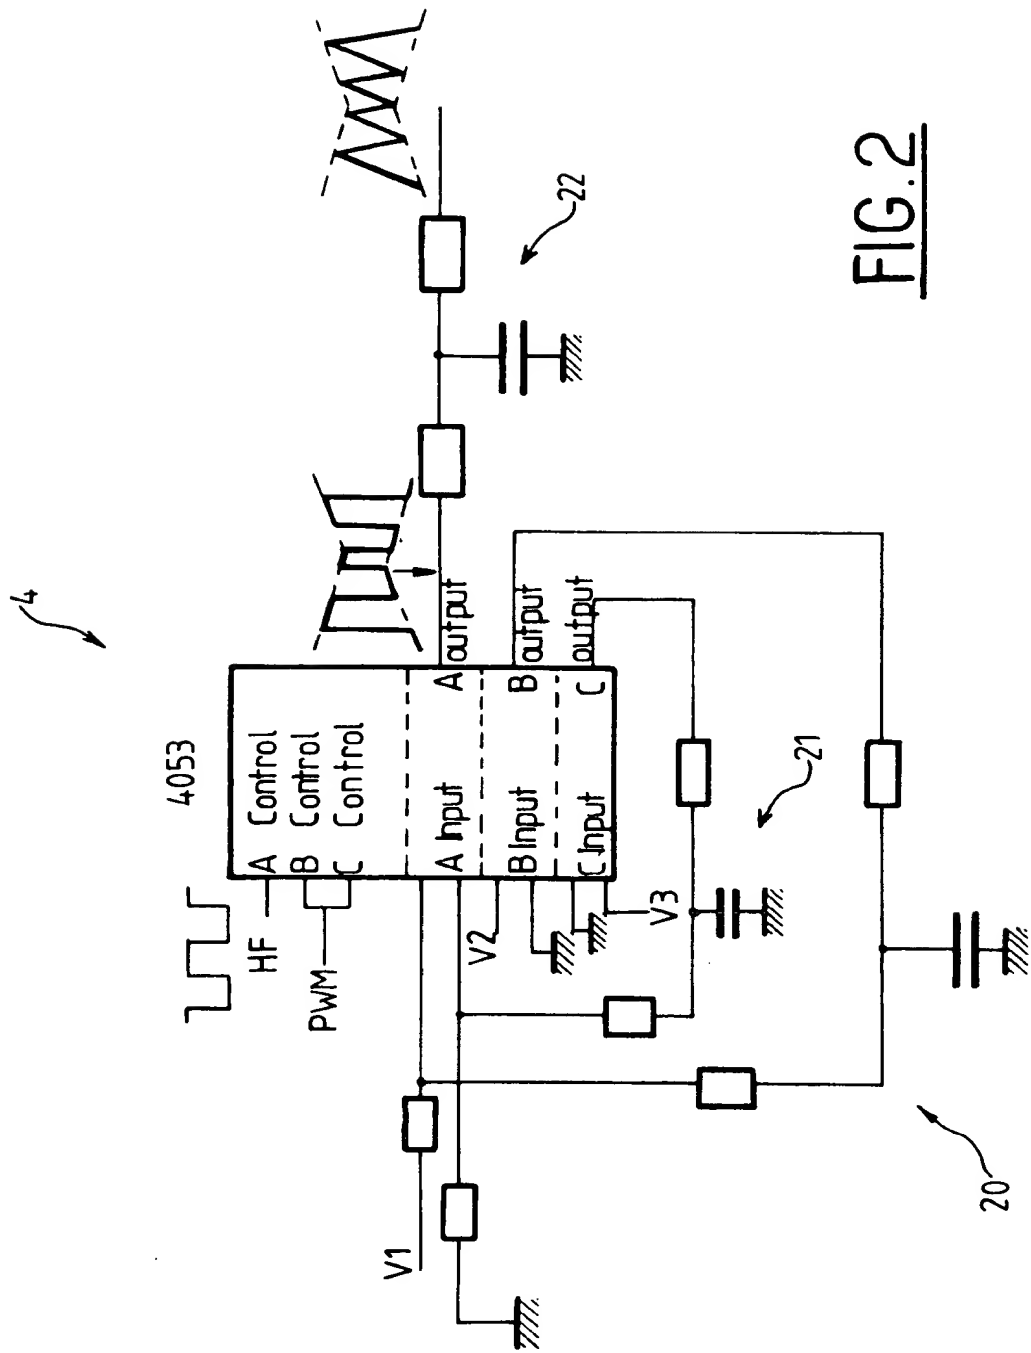 4
4053
HF
A Control
PWM
B Control
C Control
A Input
A output
V2
B Input
B output
C Input
C output
V3
V1
20
21
22
FIG.2